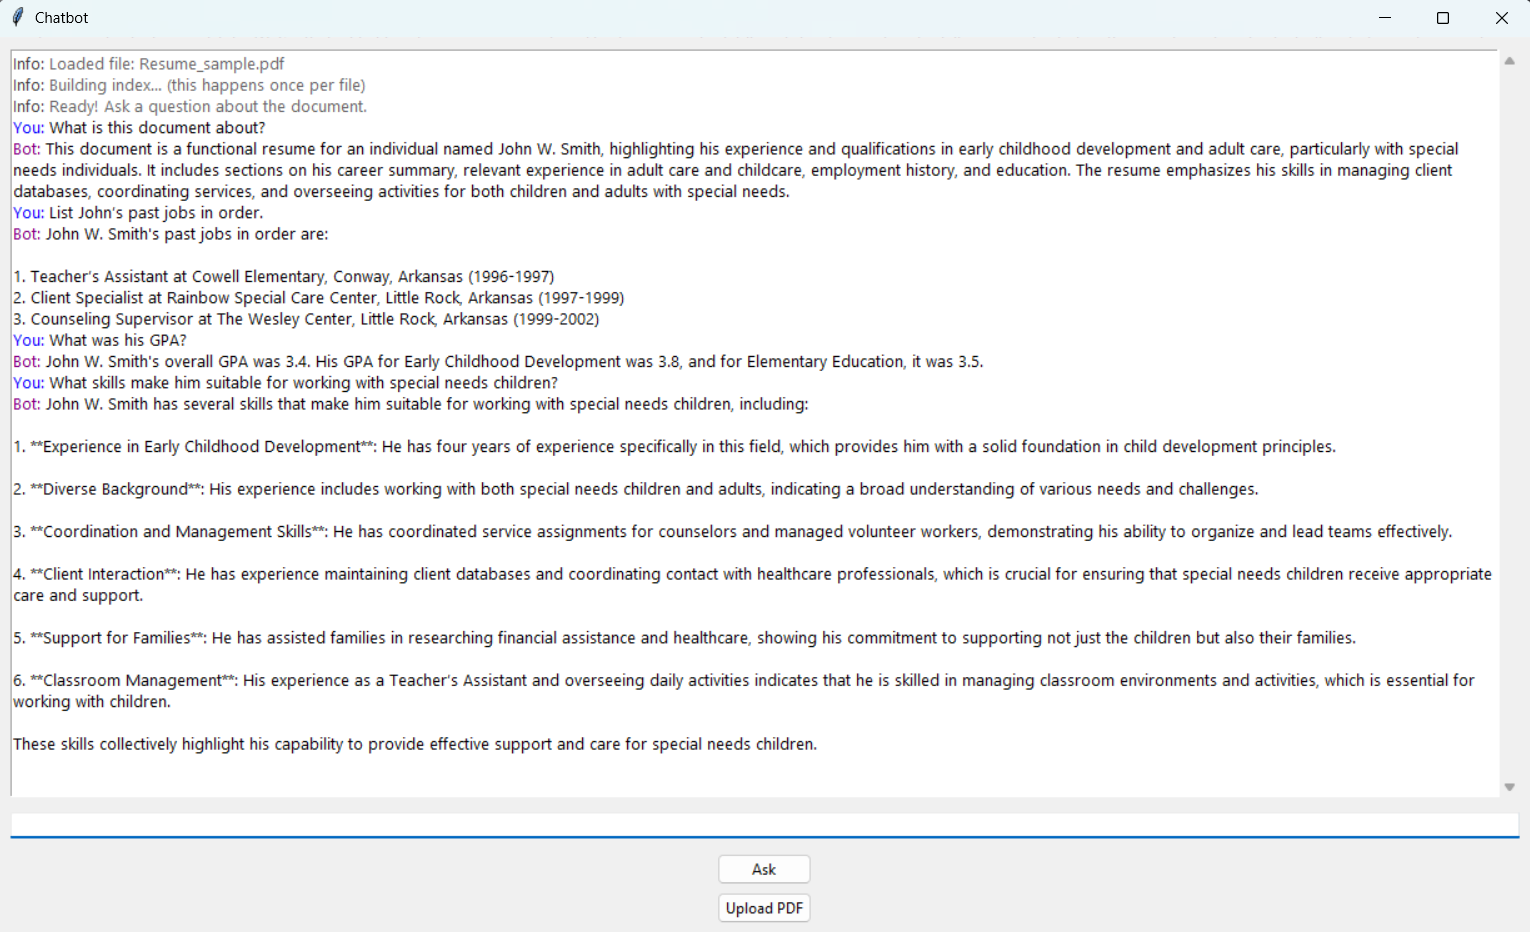 Chatbot
Info: Loaded file: Resume_sample.pdf
Info: Building index... (this happens once per file)
Info: Ready! Ask a question about the document.
You: What is this document about?
Bot: This document is a functional resume for an individual named John W. Smith, highlighting his experience and qualifications in early childhood development and adult care, particularly with special
needs individuals. It includes sections on his career summary, relevant experience in adult care and childcare, employment history, and education. The resume emphasizes his skills in managing client
databases, coordinating services, and overseeing activities for both children and adults with special needs.
You: List John's past jobs in order.
Bot: John W. Smith's past jobs in order are:
1. Teacher's Assistant at Cowell Elementary, Conway, Arkansas (1996-1997)
2. Client Specialist at Rainbow Special Care Center, Little Rock, Arkansas (1997-1999)
3. Counseling Supervisor at The Wesley Center, Little Rock, Arkansas (1999-2002)
You: What was his GPA?
Bot: John W. Smith's overall GPA was 3.4. His GPA for Early Childhood Development was 3.8, and for Elementary Education, it was 3.5.
You: What skills make him suitable for working with special needs children?
Bot: John W. Smith has several skills that make him suitable for working with special needs children, including:
1. **Experience in Early Childhood Development**: He has four years of experience specifically in this field, which provides him with a solid foundation in child development principles.
2. **Diverse Background**: His experience includes working with both special needs children and adults, indicating a broad understanding of various needs and challenges.
3. **Coordination and Management Skills**: He has coordinated service assignments for counselors and managed volunteer workers, demonstrating his ability to organize and lead teams effectively.
4. **Client Interaction**: He has experience maintaining client databases and coordinating contact with healthcare professionals, which is crucial for ensuring that special needs children receive appropriate
care and support.
5. **Support for Families**: He has assisted families in researching financial assistance and healthcare, showing his commitment to supporting not just the children but also their families.
6. **Classroom Management**: His experience as a Teacher's Assistant and overseeing daily activities indicates that he is skilled in managing classroom environments and activities, which is essential for
working with children.
These skills collectively highlight his capability to provide effective support and care for special needs children.
Ask
Upload PDF